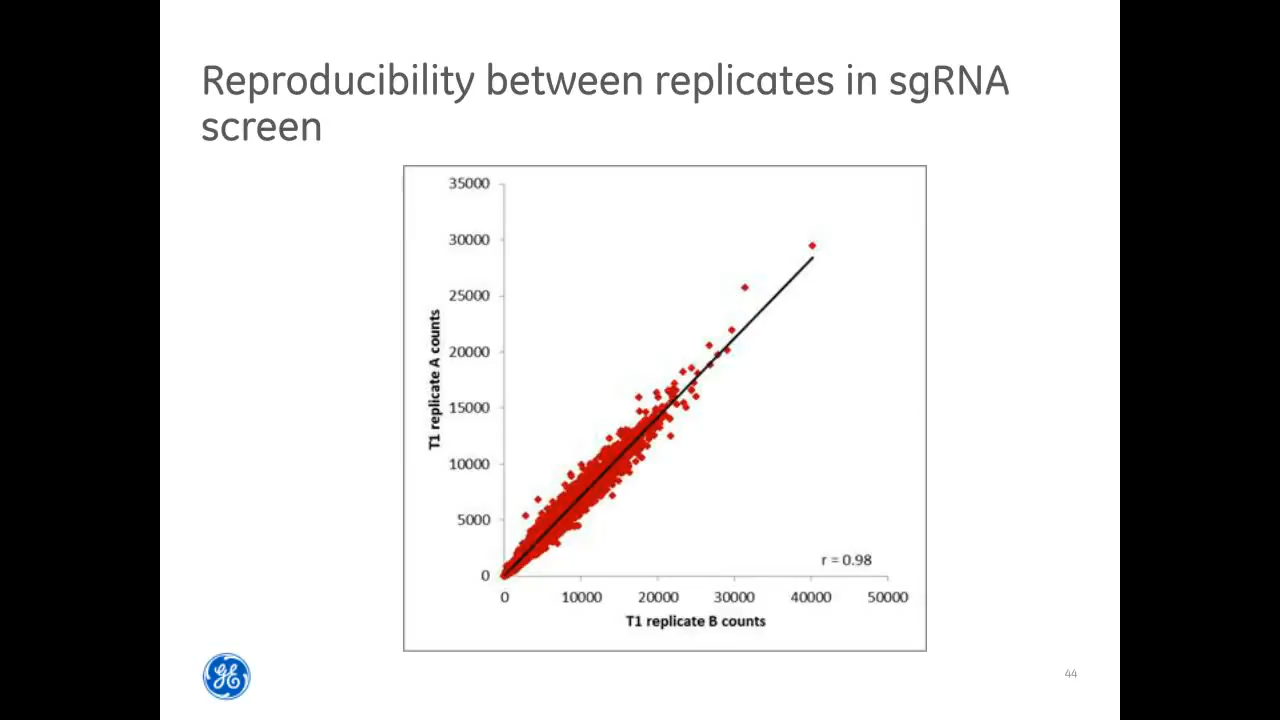 Reproducibility between replicates in sgRNA
screen
35000
30000
25000
20000
15000
10000
5000
0
T1 replicate A counts
r = 0.98
0 10000 20000 30000 40000 50000
T1 replicate B counts
GE
44